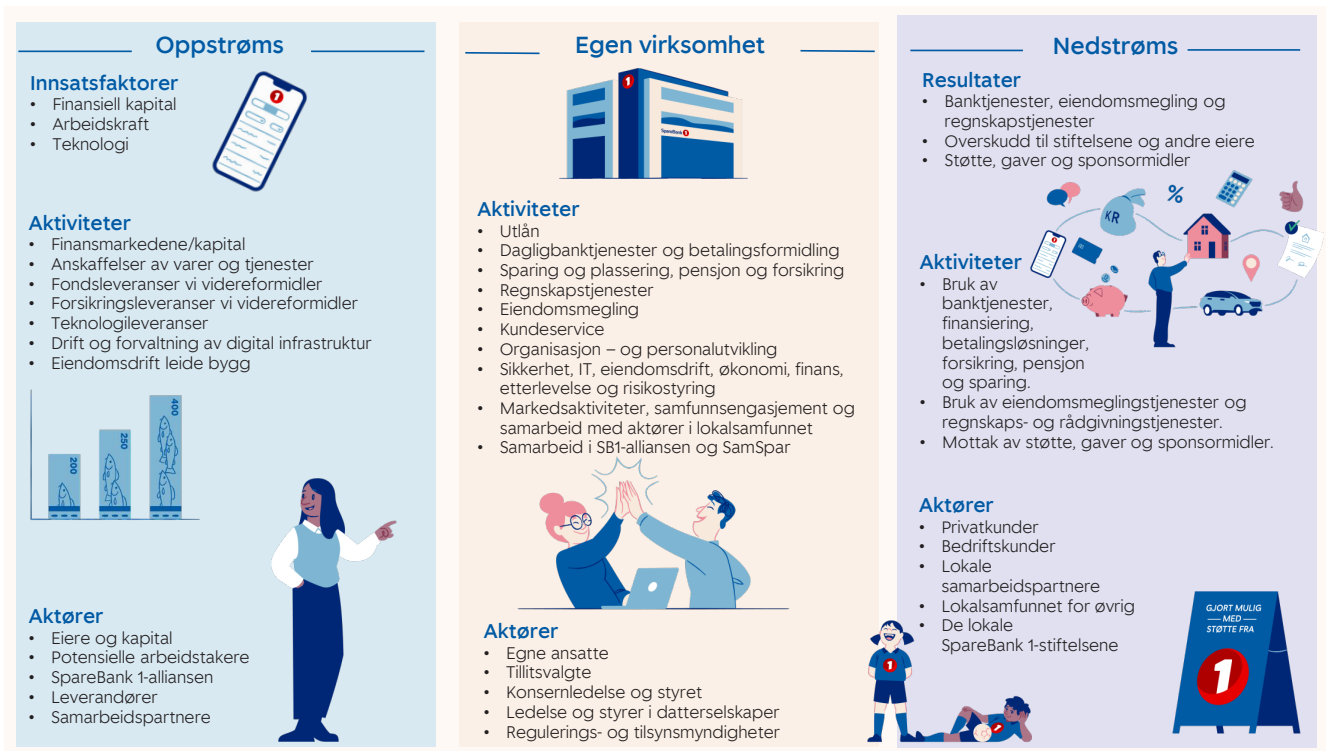 Oppstrøms
Innsatsfaktorer
• Finansiell kapital
• Arbeidskraft
• Teknologi
1
Aktiviteter
• Finansmarkedene/kapital
• Anskaffelser av varer og tjenester
• Fondsleveranser vi videreformidler
• Forsikringsleveranser vi videreformidler
• Teknologileveranser
• Drift og forvaltning av digital infrastruktur
• Eiendomsdrift leide bygg
200
250
400
Aktører
• Eiere og kapital
• Potensielle arbeidstakere
• SpareBank 1-alliansen
• Leverandører
• Samarbeidspartnere
Egen virksomhet
1
SpareBank 1
Aktiviteter
• Utlån
• Dagligbanktjenester og betalingsformidling
• Sparing og plassering, pensjon og forsikring
• Regnskapstjenester
• Eiendomsmegling
• Kundeservice
• Organisasjon – og personalutvikling
• Sikkerhet, IT, eiendomsdrift, økonomi, finans,
etterlevelse og risikostyring
• Markedsaktiviteter, samfunnsengasjement og
samarbeid med aktører i lokalsamfunnet
• Samarbeid i SB1-alliansen og SamSpar
Aktører
• Egne ansatte
• Tillitsvalgte
• Konsernledelse og styret
• Ledelse og styrer i datterselskaper
• Regulerings- og tilsynsmyndigheter
Nedstrøms
Resultater
• Banktjenester, eiendomsmegling og
regnskapstjenester
• Overskudd til stiftelsene og andre eiere
• Støtte, gaver og sponsormidler
KR
%
Aktiviteter
• Bruk av
banktjenester,
finansiering,
betalingsløsninger,
forsikring, pensjon
og sparing.
• Bruk av eiendomsmeglingstjenester og
regnskaps- og rådgivningstjenester.
• Mottak av støtte, gaver og sponsormidler.
Aktører
• Privatkunder
• Bedriftskunder
• Lokale
samarbeidspartnere
• Lokalsamfunnet for øvrig
• De lokale
SpareBank 1-stiftelsene
1
GJORT MULIG
MED
STØTTE FRA
1